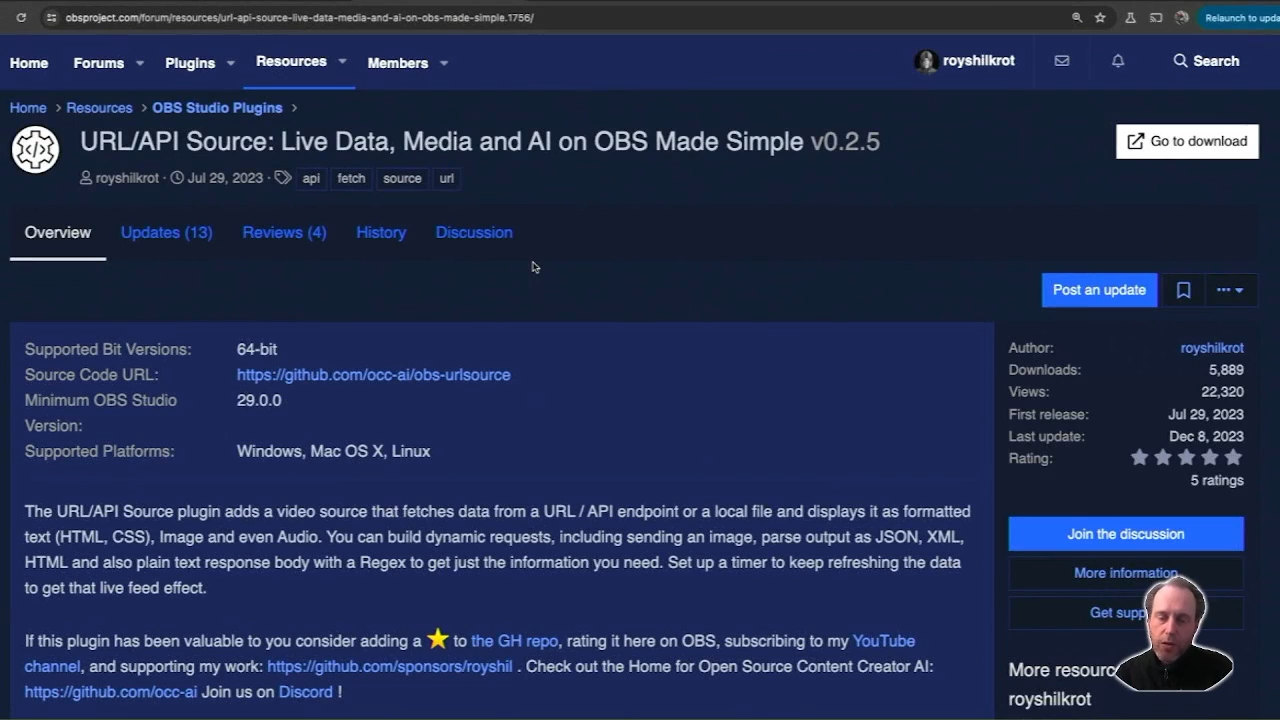 obsproject.com/forum/resources/url-api-source-live-data-media-and-ai-on-obs-made-simple.1756/
Relaunch to upda
Home Forums Plugins Resources Members royshilkrot Search
Home > Resources > OBS Studio Plugins >
URL/API Source: Live Data, Media and AI on OBS Made Simple v0.2.5
Go to download
royshilkrot · Jul 29, 2023 · api fetch source url
Overview Updates (13) Reviews (4) History Discussion
Post an update
Supported Bit Versions: 64-bit
Source Code URL: https://github.com/occ-ai/obs-urlsource
Minimum OBS Studio 29.0.0
Version:
Supported Platforms: Windows, Mac OS X, Linux
The URL/API Source plugin adds a video source that fetches data from a URL / API endpoint or a local file and displays it as formatted
text (HTML, CSS), Image and even Audio. You can build dynamic requests, including sending an image, parse output as JSON, XML,
HTML and also plain text response body with a Regex to get just the information you need. Set up a timer to keep refreshing the data
to get that live feed effect.
If this plugin has been valuable to you consider adding a ⭐ to the GH repo, rating it here on OBS, subscribing to my YouTube
channel, and supporting my work: https://github.com/sponsors/royshil . Check out the Home for Open Source Content Creator AI:
https://github.com/occ-ai Join us on Discord !
Author: royshilkrot
Downloads: 5,889
Views: 22,320
First release: Jul 29, 2023
Last update: Dec 8, 2023
Rating:
5 ratings
Join the discussion
More information
Get supp
More resourc
royshilkrot